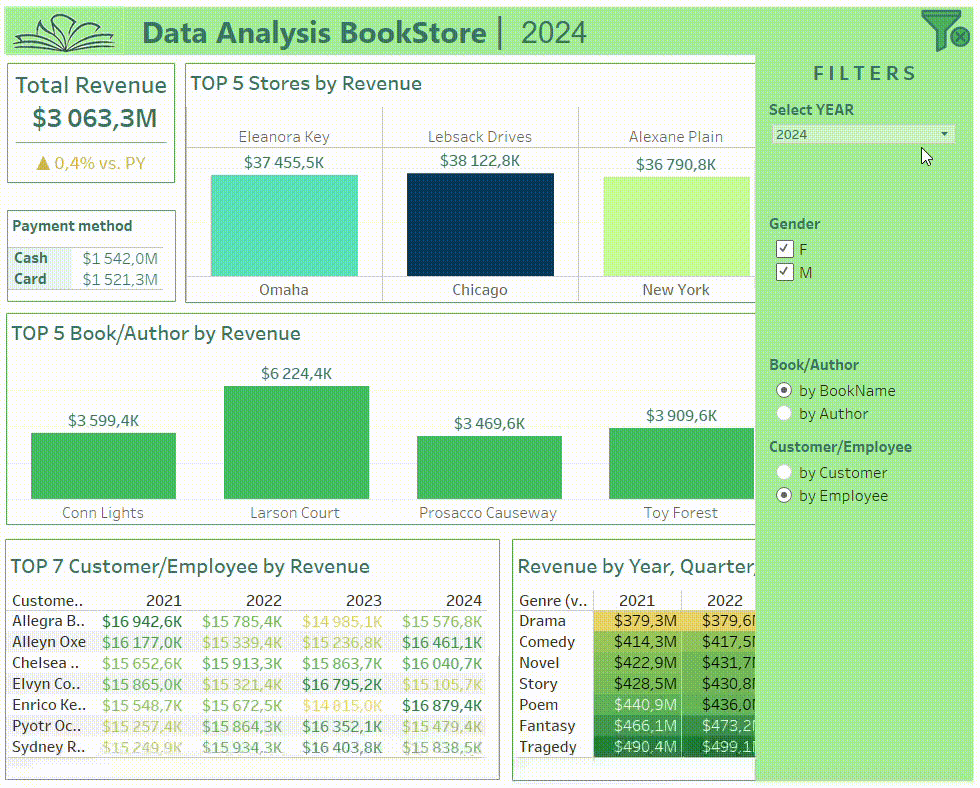 Data Analysis BookStore | 2024
FILTERS
Total Revenue
$3 063,3M
▲ 0,4% vs. PY
Payment method
Cash $1 542,0M
Card $1 521,3M
TOP 5 Stores by Revenue
Eleanora Key Lebsack Drives Alexane Plain
$37 455,5K $38 122,8K $36 790,8K
Omaha Chicago New York
Select YEAR
2024
Gender
F
M
TOP 5 Book/Author by Revenue
$3 599,4K $6 224,4K $3 469,6K $3 909,6K
Conn Lights Larson Court Prosacco Causeway Toy Forest
Book/Author
by BookName
by Author
Customer/Employee
by Customer
by Employee
TOP 7 Customer/Employee by Revenue
Custome.. 2021 2022 2023 2024
Allegra B.. $16 942,6K $15 785,4K $14 985,1K $15 576,8K
Alleyn Oxe $16 177,0K $15 339,4K $15 236,8K $16 461,1K
Chelsea .. $15 652,6K $15 913,3K $15 863,7K $16 040,7K
Elvyn Co.. $15 865,0K $15 321,4K $16 795,2K $15 105,7K
Enrico Ke.. $15 548,7K $15 672,5K $14 815,0K $16 879,4K
Pyotr Oc.. $15 257,4K $15 864,3K $16 352,1K $15 479,4K
Sydney R.. $15 249,9K $15 934,3K $16 403,8K $15 838,5K
Revenue by Year, Quarter,
Genre (v.. 2021 2022
Drama $379,3M $379,6
Comedy $414,3M $417,5
Novel $422,9M $431,7
Story $428,5M $430,8
Poem $440,9M $436,0
Fantasy $466,1M $473,2
Tragedy $490,4M $499,1